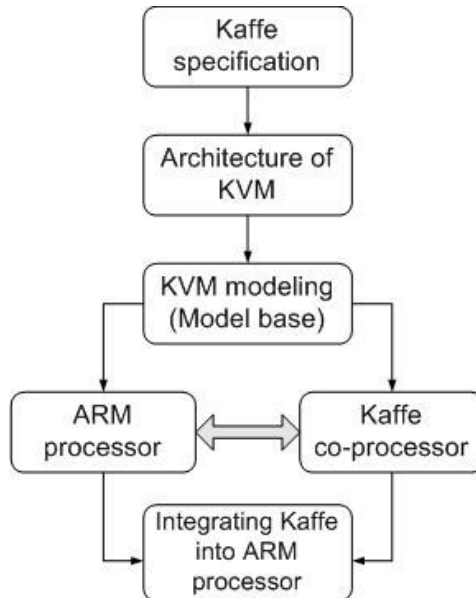 Kaffe
specification
Architecture of
KVM
KVM modeling
(Model base)
ARM
processor
Kaffe
co-processor
Integrating Kaffe
into ARM
processor